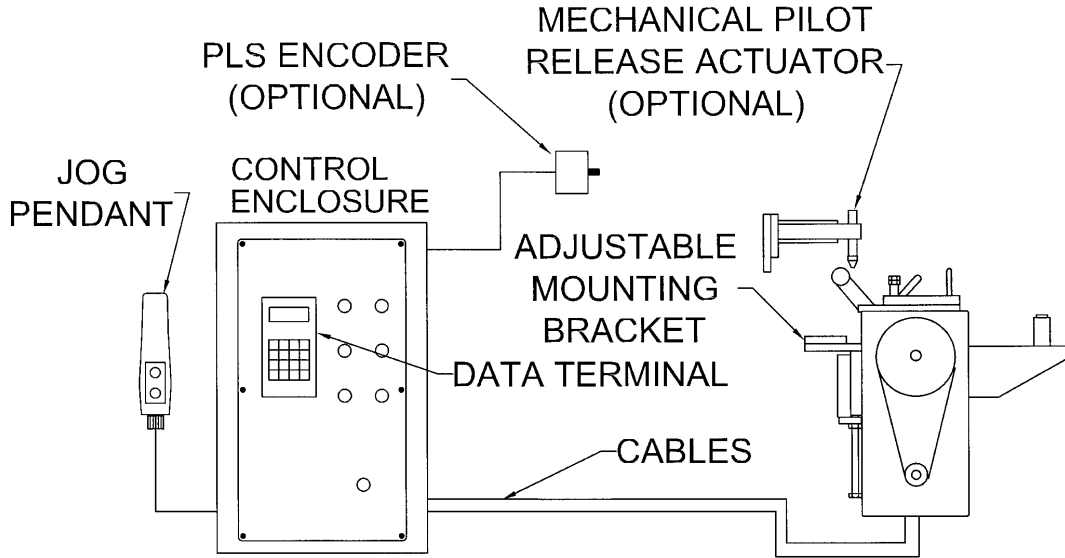 MECHANICAL PILOT
RELEASE ACTUATOR
(OPTIONAL)
PLS ENCODER
(OPTIONAL)
JOG
PENDANT
CONTROL
ENCLOSURE
ADJUSTABLE
MOUNTING
BRACKET
DATA TERMINAL
CABLES